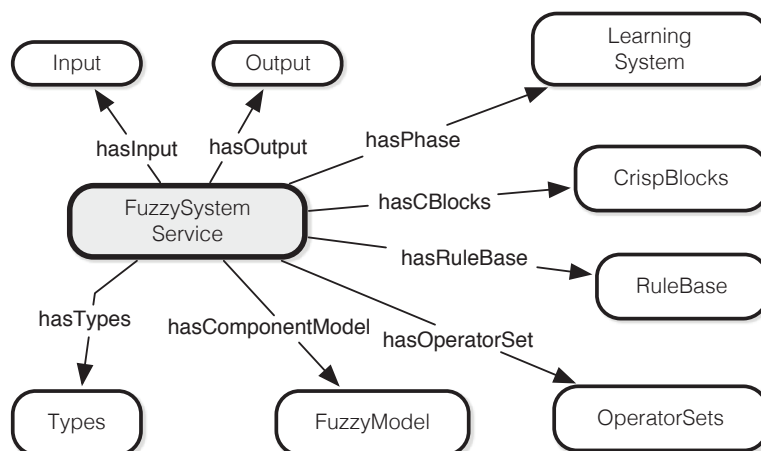 Input
Output
Learning
System
hasInput
hasOutput
hasPhase
FuzzySystem
Service
hasCBlocks
CrispBlocks
hasRuleBase
RuleBase
hasTypes
hasComponentModel
hasOperatorSet
Types
FuzzyModel
OperatorSets